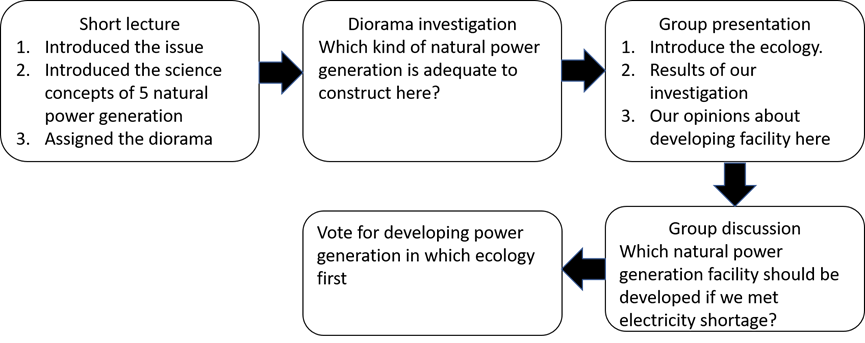 Short lecture
1. Introduced the issue
2. Introduced the science
concepts of 5 natural
power generation
3. Assigned the diorama
Diorama investigation
Which kind of natural power
generation is adequate to
construct here?
Group presentation
1. Introduce the ecology.
2. Results of our
investigation
3. Our opinions about
developing facility here
Group discussion
Which natural power
generation facility should be
developed if we met
electricity shortage?
Vote for developing power
generation in which ecology
first